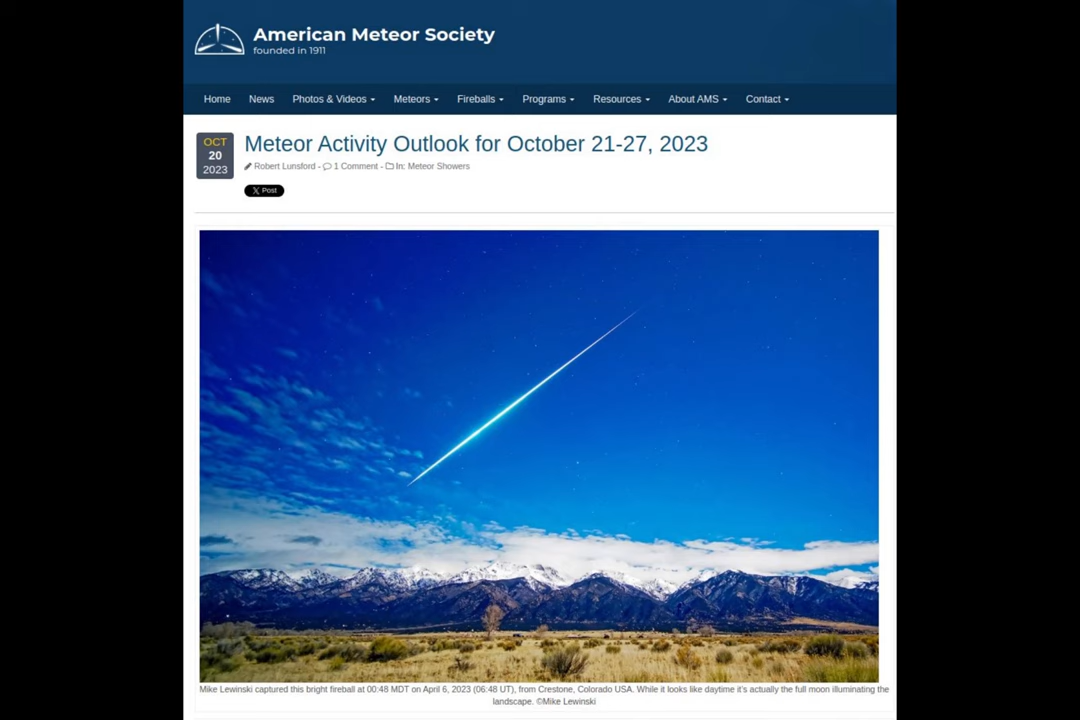 American Meteor Society
founded in 1911
Home News Photos & Videos Meteors Fireballs Programs Resources About AMS Contact
OCT
20
2023
Meteor Activity Outlook for October 21-27, 2023
Robert Lunsford - 1 Comment - In: Meteor Showers
X Post
Mike Lewinski captured this bright fireball at 00:48 MDT on April 6, 2023 (06:48 UT), from Crestone, Colorado USA. While it looks like daytime it's actually the full moon illuminating the
landscape. ©Mike Lewinski